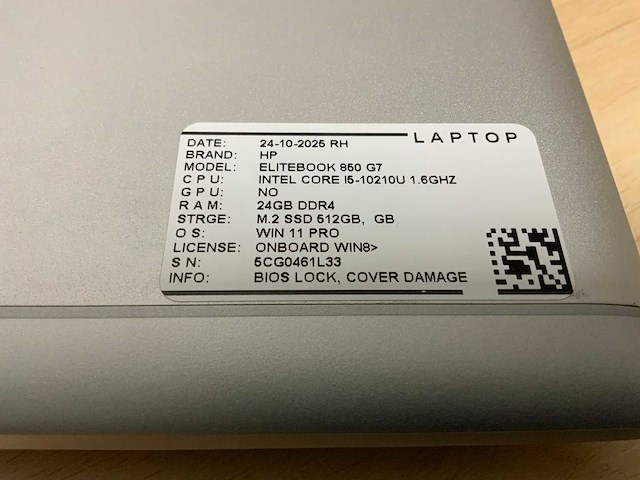 LAPTOP
DATE: 24-10-2025 RH
BRAND: HP
MODEL: ELITEBOOK 850 G7
CPU: INTEL CORE I5-10210U 1.6GHZ
GPU: NO
RAM: 24GB DDR4
STRGE: M.2 SSD 512GB, GB
OS: WIN 11 PRO
LICENSE: ONBOARD WIN8>
SN: 5CG0461L33
INFO: BIOS LOCK, COVER DAMAGE